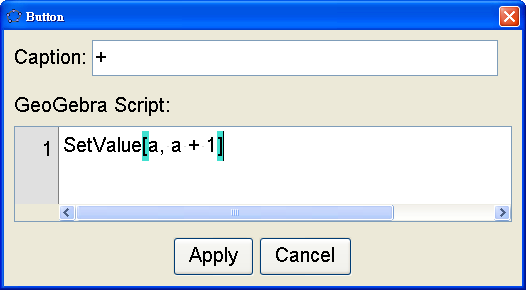 Button
Caption: +
GeoGebra Script:
1 SetValue[a, a + 1]
Apply Cancel